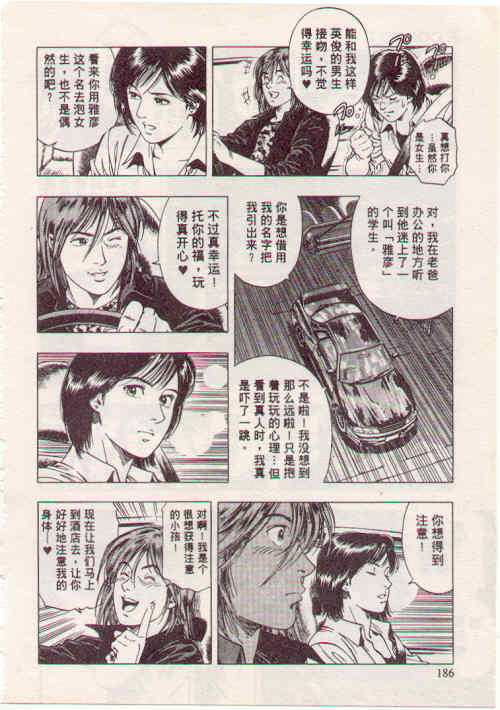 能和我這样
英俊的男生
接吻，不觉
得幸运吗♥
真想打你
…虽然你
是女生…
看来你用雅彦
这个名去泡女
生，也不是偶
然的吧？
对，我在老爸
办公的地方听
到他迷上了一
个叫「雅彦」
的学生。
你是想借用
我的名字把
我引出来？
不过真幸运！
托你的福，玩
得真开心♥
不是啦！我没想到
那么远啦！只是抱
着玩玩的心理…但
看到真人时，我真
是吓了一跳。
你想得到
注意！
对啊！我是个
很想获得注意
的小孩！
现在让我们马上
到酒店去，让你
好好地注意我的
身体—♥
186